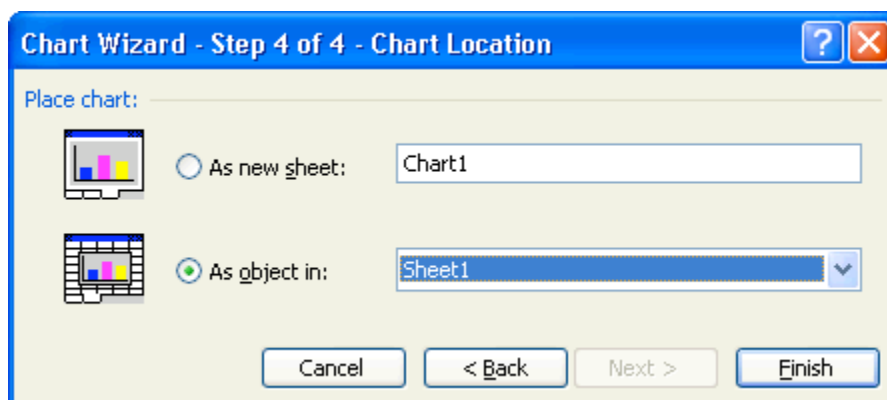 Chart Wizard - Step 4 of 4 - Chart Location
?
Place chart:
As new sheet: Chart1
As object in: Sheet1
Cancel < Back Next > Finish